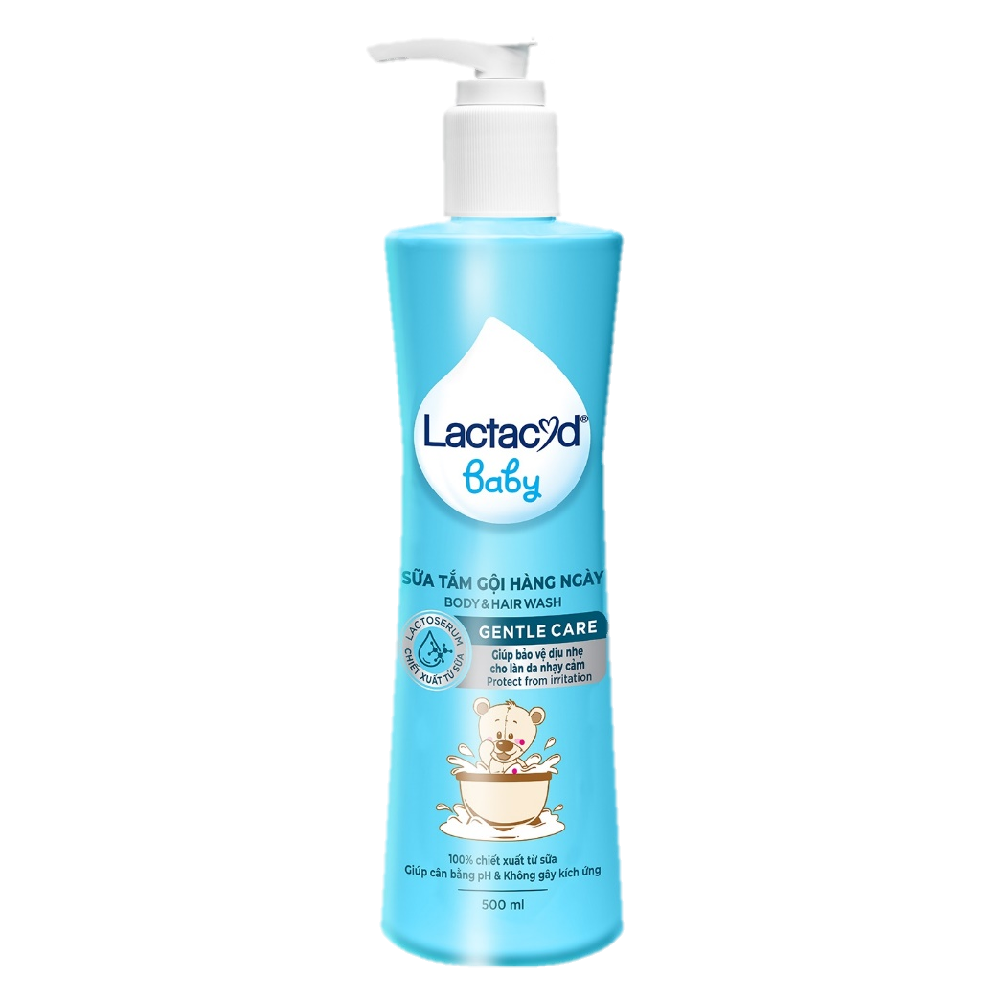 Lactacyd®
baby
SỮA TẮM GỘI HÀNG NGÀY
BODY & HAIR WASH
LACTOSERUM
CHIẾT XUẤT TỪ SỮA
GENTLE CARE
Giúp bảo vệ dịu nhẹ
cho làn da nhạy cảm
Protect from irritation
100% chiết xuất từ sữa
Giúp cân bằng pH & Không gây kích ứng
500 ml